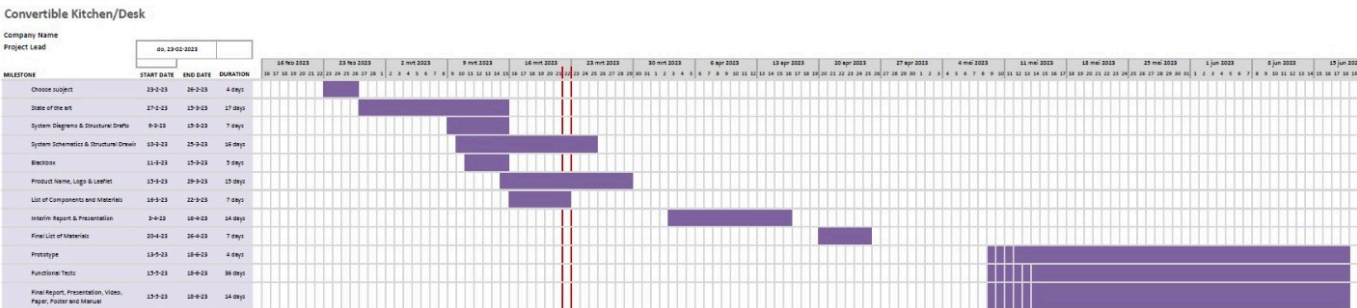 Convertible Kitchen/Desk
Company Name
Project Lead
do, 23-02-2023
16 feb 2023 23 feb 2023 2 mrt 2023 9 mrt 2023 16 mrt 2023 23 mrt 2023 30 mrt 2023 6 apr 2023 13 apr 2023 20 apr 2023 27 apr 2023 4 mei 2023 11 mei 2023 18 mei 2023 25 mei 2023 1 jun 2023 8 jun 2023 15 jun 202
MILESTONE START DATE END DATE DURATION
Choose subject 23-2-23 26-2-23 4 days
State of the art 27-2-23 15-3-23 17 days
System Diagrams & Structural Drafts 9-3-23 15-3-23 7 days
System Schematics & Structural Drawin 10-3-23 25-3-23 16 days
Blackbox 11-3-23 15-3-23 5 days
Product Name, Logo & Leaflet 15-3-23 29-3-23 15 days
List of Components and Materials 16-3-23 22-3-23 7 days
Interim Report & Presentation 3-4-23 16-4-23 14 days
Final List of Materials 20-4-23 26-4-23 7 days
Prototype 13-5-23 18-6-23 4 days
Functional Tests 15-5-23 18-6-23 36 days
Final Report, Presentation, Video,
Paper, Poster and Manual 15-5-23 18-6-23 14 days